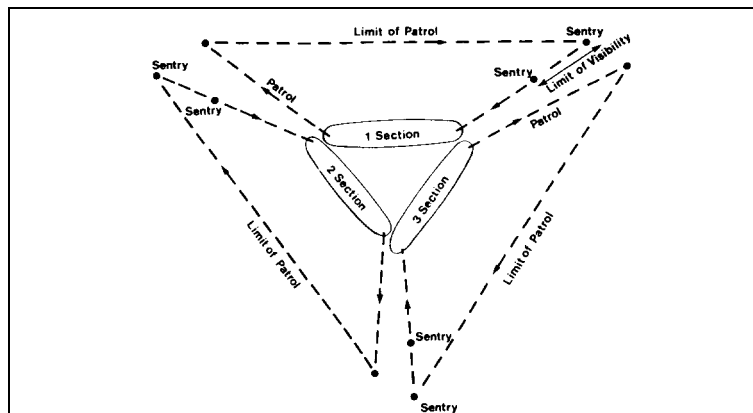 Limit of Patrol
Sentry
Sentry
Limit of Visibility
Sentry
Patrol
Sentry
Patrol
1 Section
2 Section
3 Section
Limit of Patrol
Limit of Patrol
Sentry
Sentry